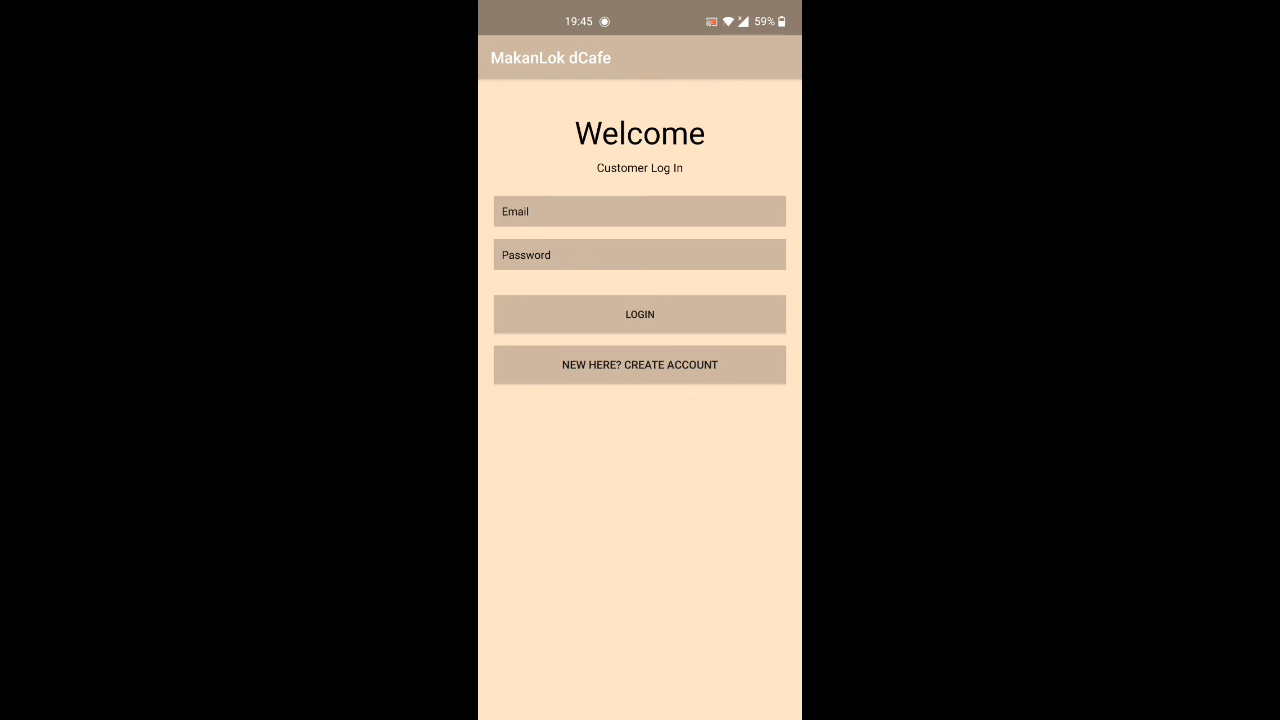 19:45 59%
MakanLok dCafe
Welcome
Customer Log In
Email
Password
LOGIN
NEW HERE? CREATE ACCOUNT